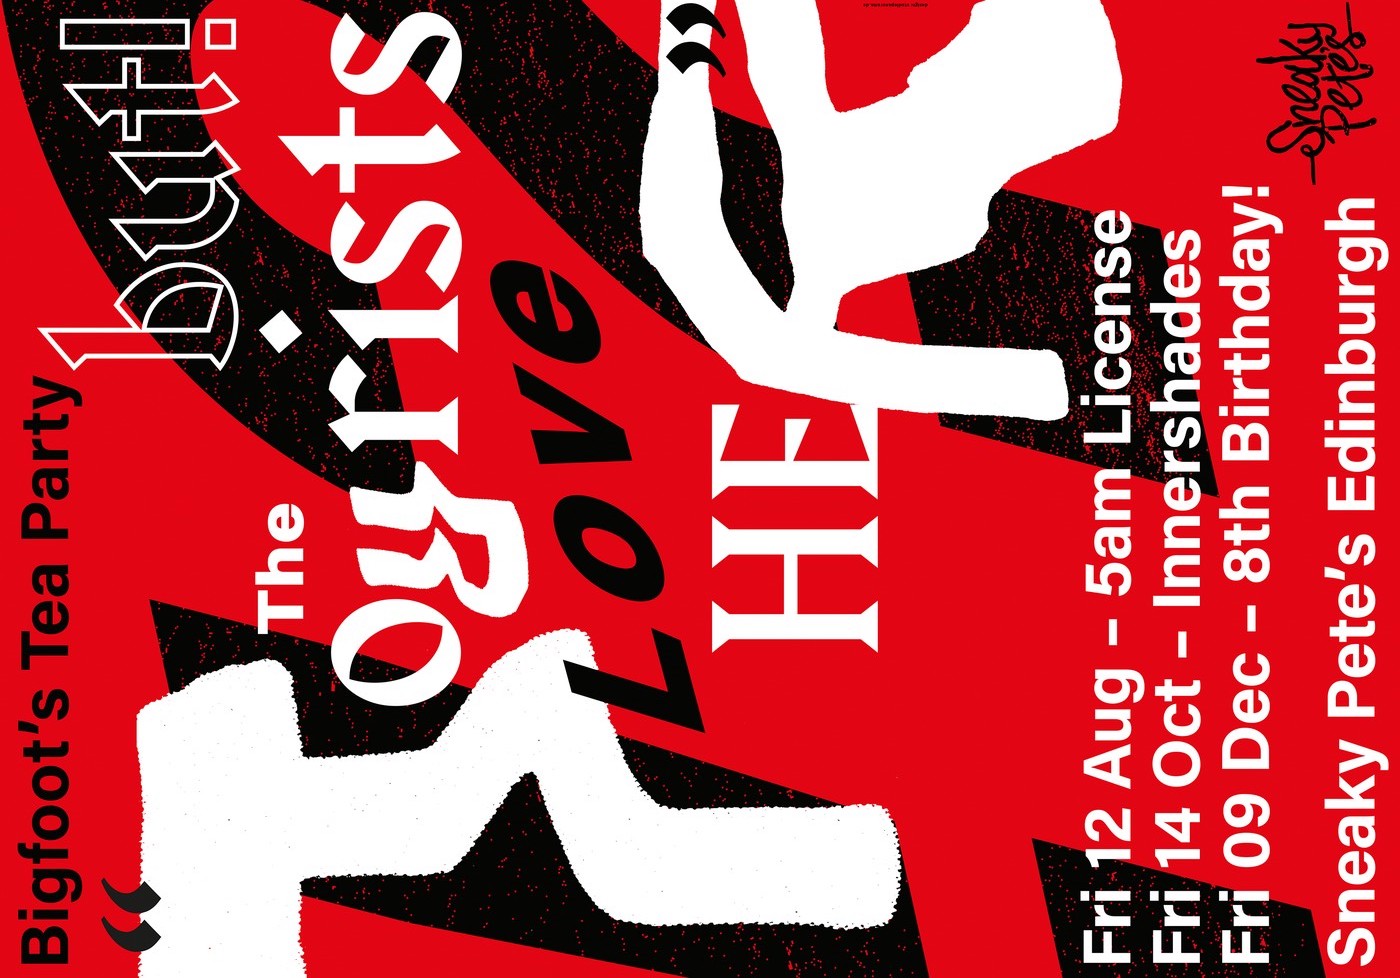 Bigfoot's Tea Party
but!
The
ogrists
Love
HE
Fri 12 Aug – 5am License
Fri 14 Oct – Innershades
Fri 09 Dec – 8th Birthday!
Sneaky Pete's Edinburgh
Sneaky
Pete's